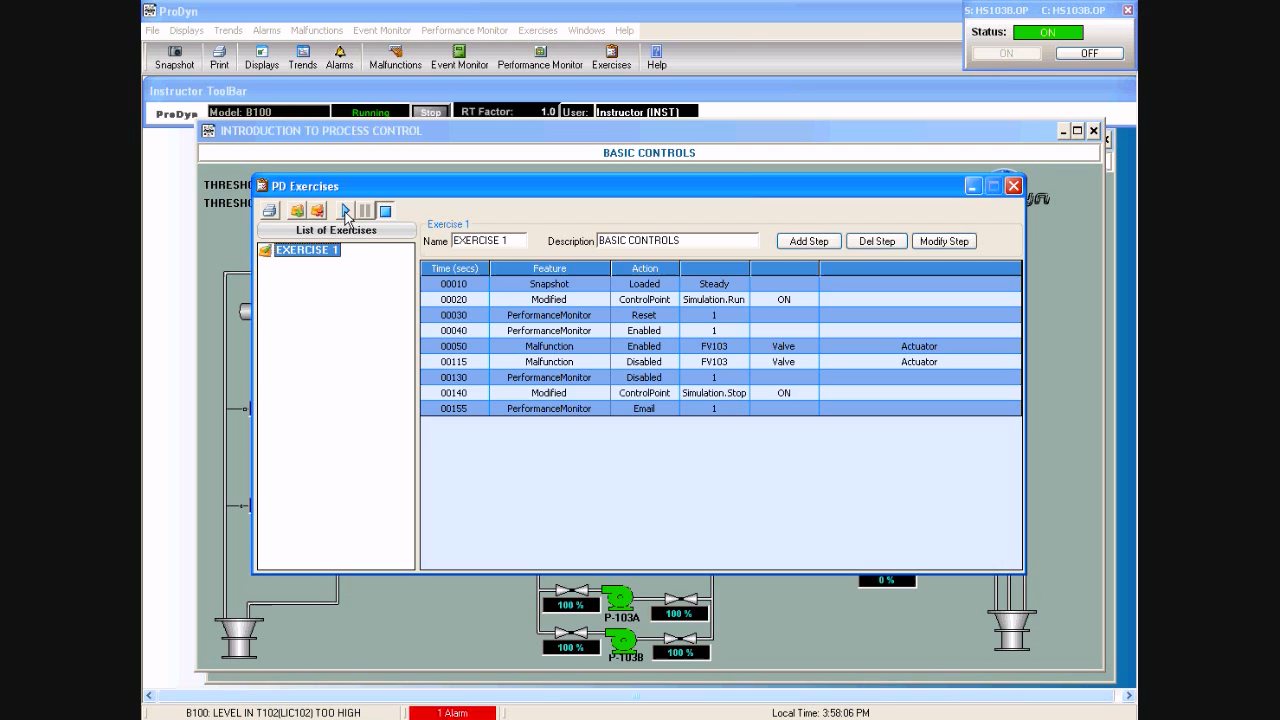 ProDyn
S: HS103B.OP C: HS103B.OP
File Displays Trends Alarms Malfunctions Event Monitor Performance Monitor Exercises Windows Help
Status: ON
ON OFF
Snapshot Print Displays Trends Alarms Malfunctions Event Monitor Performance Monitor Exercises Help
Instructor ToolBar
ProDyn Model: B100 Running Stop RT Factor: 1.0 User: Instructor (INST)
INTRODUCTION TO PROCESS CONTROL
BASIC CONTROLS
THRESH
THRESH
PD Exercises
List of Exercises
EXERCISE 1
Exercise 1
Name EXERCISE 1 Description BASIC CONTROLS Add Step Del Step Modify Step
Time (secs) Feature Action
00010 Snapshot Loaded Steady
00020 Modified ControlPoint Simulation.Run ON
00030 PerformanceMonitor Reset 1
00040 PerformanceMonitor Enabled 1
00050 Malfunction Enabled FV103 Valve Actuator
00115 Malfunction Disabled FV103 Valve Actuator
00130 PerformanceMonitor Disabled 1
00140 Modified ControlPoint Simulation.Stop ON
00155 PerformanceMonitor Email 1
0 %
100 % 100 %
P-103A
100 % 100 %
P-103B
B100: LEVEL IN T102(LIC102) TOO HIGH 1 Alarm Local Time: 3:58:06 PM